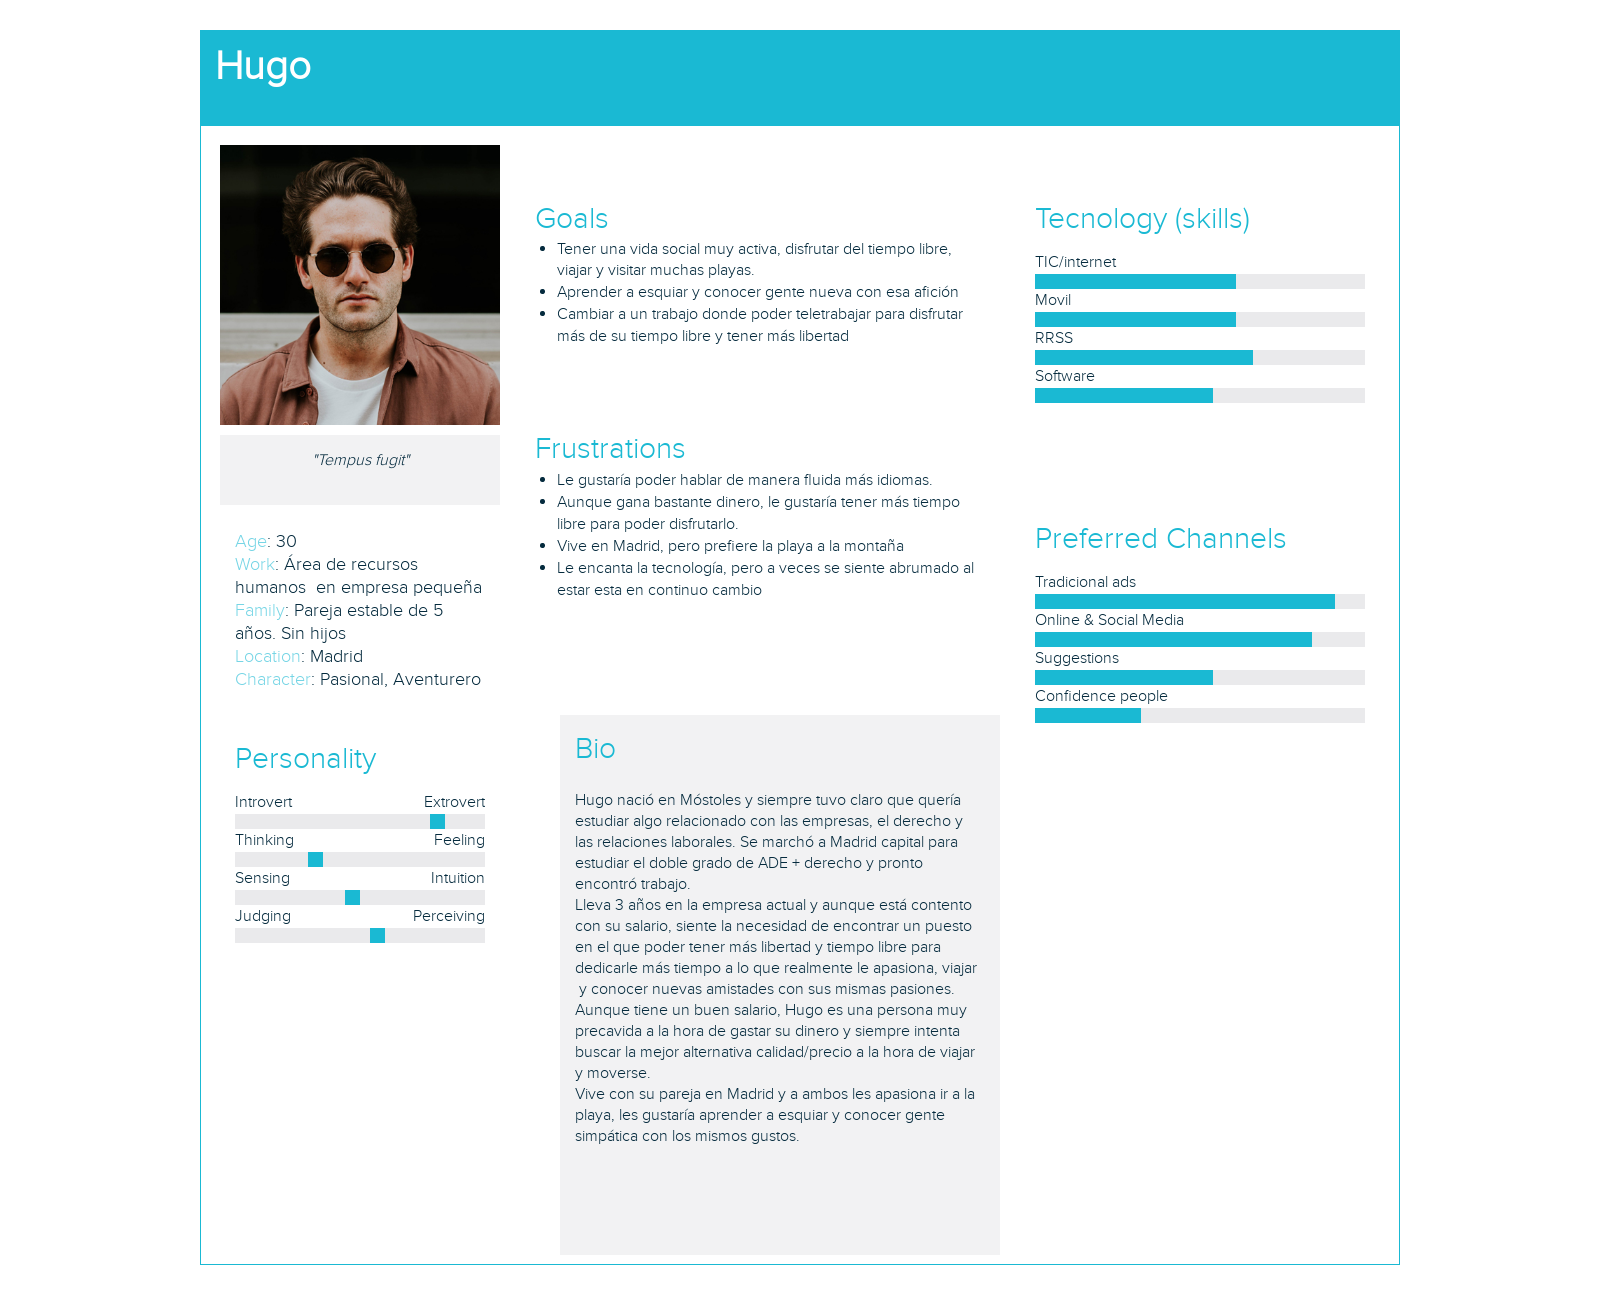 Hugo
"Tempus fugit"
Age: 30
Work: Área de recursos
humanos  en empresa pequeña
Family: Pareja estable de 5
años. Sin hijos
Location: Madrid
Character: Pasional, Aventurero
Personality
Introvert Extrovert
Thinking Feeling
Sensing Intuition
Judging Perceiving
Goals
• Tener una vida social muy activa, disfrutar del tiempo libre,
viajar y visitar muchas playas.
• Aprender a esquiar y conocer gente nueva con esa afición
• Cambiar a un trabajo donde poder teletrabajar para disfrutar
más de su tiempo libre y tener más libertad
Frustrations
• Le gustaría poder hablar de manera fluida más idiomas.
• Aunque gana bastante dinero, le gustaría tener más tiempo
libre para poder disfrutarlo.
• Vive en Madrid, pero prefiere la playa a la montaña
• Le encanta la tecnología, pero a veces se siente abrumado al
estar esta en continuo cambio
Bio
Hugo nació en Móstoles y siempre tuvo claro que quería
estudiar algo relacionado con las empresas, el derecho y
las relaciones laborales. Se marchó a Madrid capital para
estudiar el doble grado de ADE + derecho y pronto
encontró trabajo.
Lleva 3 años en la empresa actual y aunque está contento
con su salario, siente la necesidad de encontrar un puesto
en el que poder tener más libertad y tiempo libre para
dedicarle más tiempo a lo que realmente le apasiona, viajar
y conocer nuevas amistades con sus mismas pasiones.
Aunque tiene un buen salario, Hugo es una persona muy
precavida a la hora de gastar su dinero y siempre intenta
buscar la mejor alternativa calidad/precio a la hora de viajar
y moverse.
Vive con su pareja en Madrid y a ambos les apasiona ir a la
playa, les gustaría aprender a esquiar y conocer gente
simpática con los mismos gustos.
Tecnology (skills)
TIC/internet
Movil
RRSS
Software
Preferred Channels
Tradicional ads
Online & Social Media
Suggestions
Confidence people